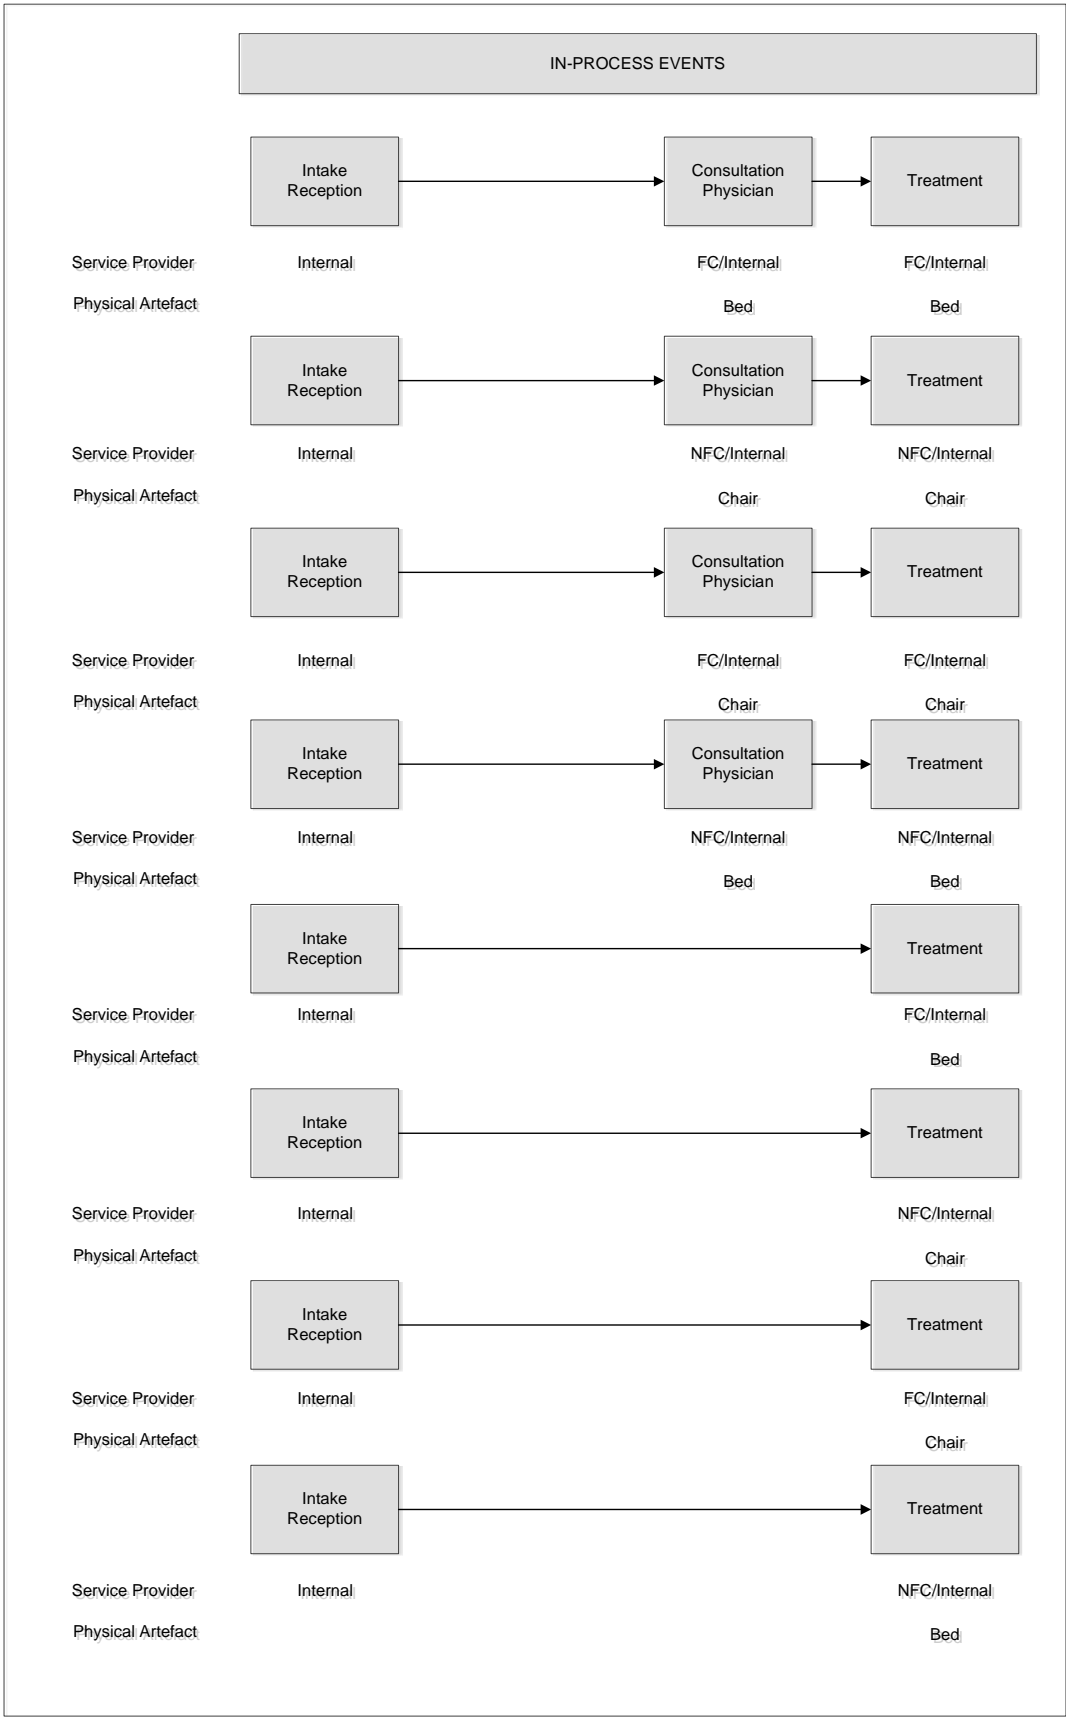 IN-PROCESS EVENTS
Intake
Reception
Consultation
Physician
Treatment
Service Provider Internal FC/Internal FC/Internal
Physical Artefact Bed Bed
Intake
Reception
Consultation
Physician
Treatment
Service Provider Internal NFC/Internal NFC/Internal
Physical Artefact Chair Chair
Intake
Reception
Consultation
Physician
Treatment
Service Provider Internal FC/Internal FC/Internal
Physical Artefact Chair Chair
Intake
Reception
Consultation
Physician
Treatment
Service Provider Internal NFC/Internal NFC/Internal
Physical Artefact Bed Bed
Intake
Reception
Treatment
Service Provider Internal FC/Internal
Physical Artefact Bed
Intake
Reception
Treatment
Service Provider Internal NFC/Internal
Physical Artefact Chair
Intake
Reception
Treatment
Service Provider Internal FC/Internal
Physical Artefact Chair
Intake
Reception
Treatment
Service Provider Internal NFC/Internal
Physical Artefact Bed